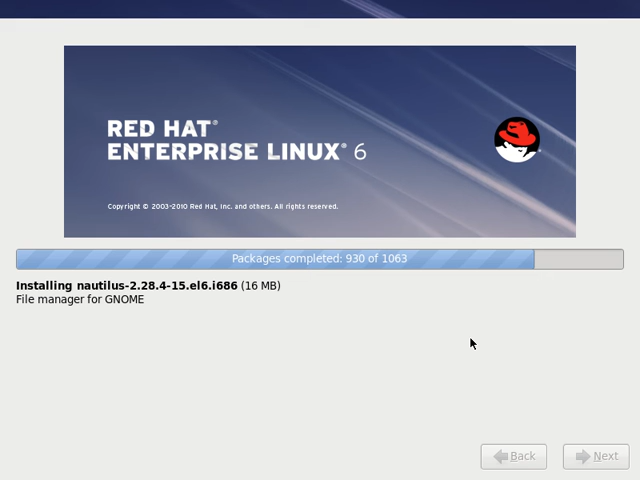 RED HAT®
ENTERPRISE LINUX® 6
Copyright © 2003-2010 Red Hat, Inc. and others. All rights reserved.
Packages completed: 930 of 1063
Installing nautilus-2.28.4-15.el6.i686 (16 MB)
File manager for GNOME
Back
Next